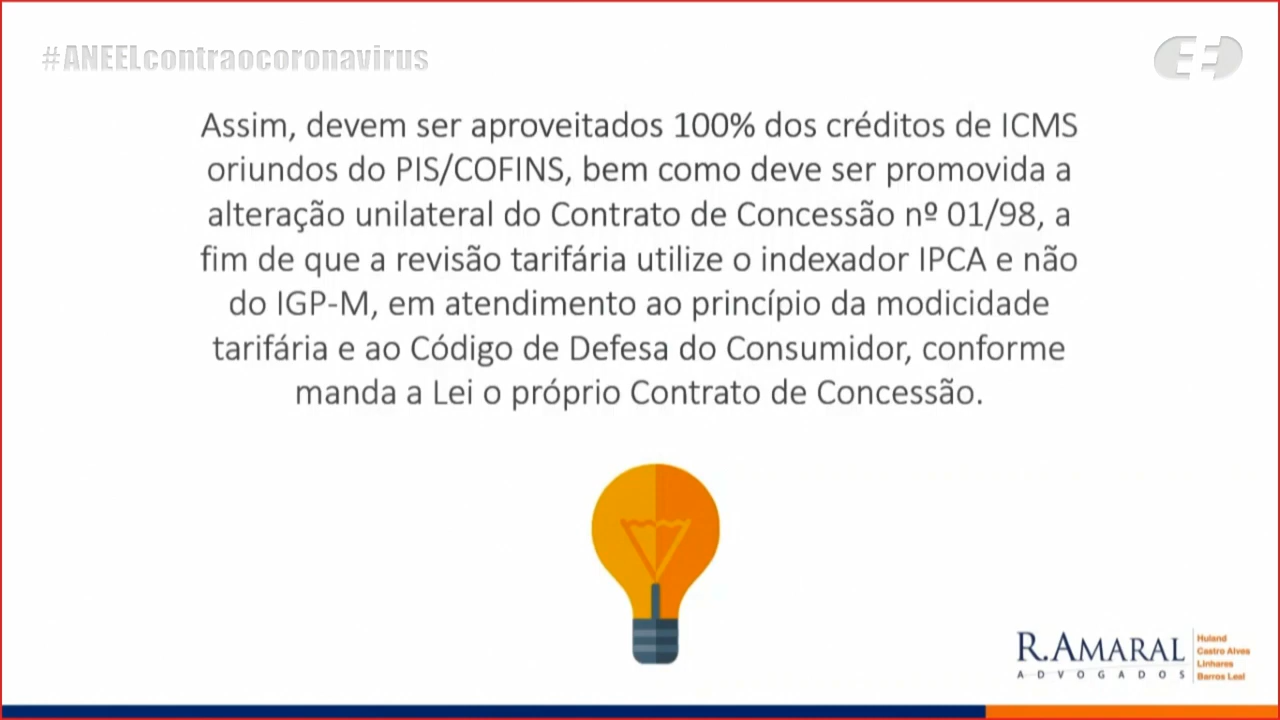 #ANEELcontraocoronavirus
Assim, devem ser aproveitados 100% dos créditos de ICMS
oriundos do PIS/COFINS, bem como deve ser promovida a
alteração unilateral do Contrato de Concessão nº 01/98, a
fim de que a revisão tarifária utilize o indexador IPCA e não
do IGP-M, em atendimento ao princípio da modicidade
tarifária e ao Código de Defesa do Consumidor, conforme
manda a Lei o próprio Contrato de Concessão.
R.AMARAL
ADVOGADOS
Huland
Castro Alves
Linhares
Barros Leal